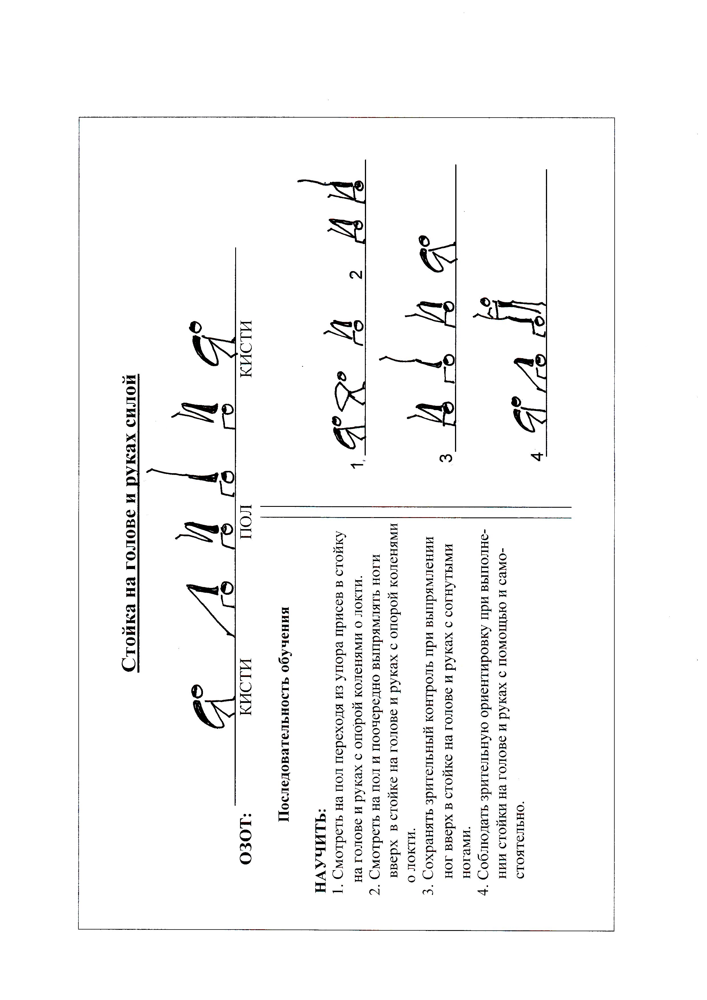 Стойка на голове и руках силой
ОЗОТ: КИСТИ ПОЛ КИСТИ
Последовательность обучения
НАУЧИТЬ:
1. Смотреть на пол переходя из упора присев в стойку
на голове и руках с опорой коленями о локти.
2. Смотреть на пол и поочередно выпрямлять ноги
вверх в стойке на голове и руках с опорой коленями
о локти.
3. Сохранять зрительный контроль при выпрямлении
ног вверх в стойке на голове и руках с согнутыми
ногами.
4. Соблюдать зрительную ориентировку при выполне-
нии стойки на голове и руках с помощью и само-
стоятельно.
1. 2
3
4